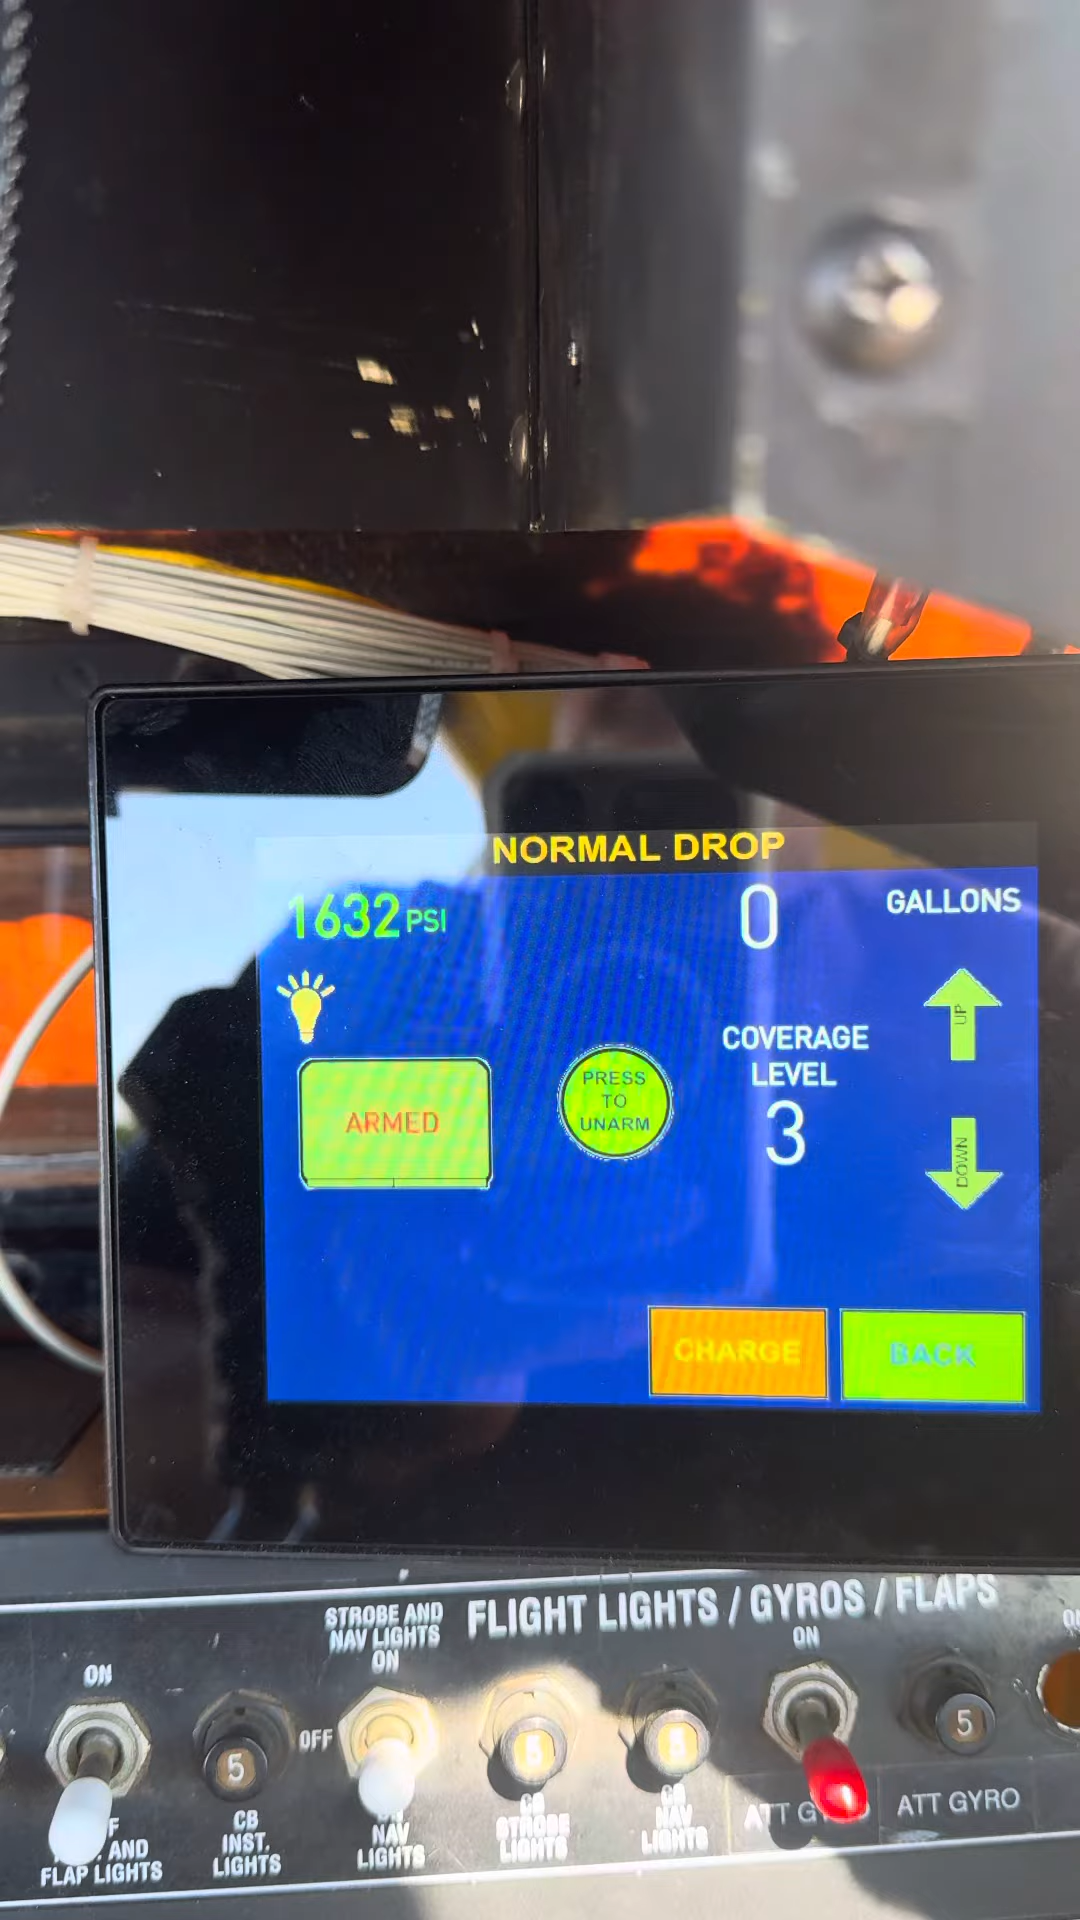 NORMAL DROP
1632 PSI
0
GALLONS
UP
COVERAGE
LEVEL
3
ARMED
PRESS
TO
UNARM
DOWN
CHARGE
BACK
FLIGHT LIGHTS / GYROS / FLAPS
STROBE AND
NAV LIGHTS
ON
ON
ON
OFF
5
5
5
5
AND
FLAP LIGHTS
CB
INST.
LIGHTS
NAV
LIGHTS
CB
STROBE
LIGHTS
CB
NAV
LIGHTS
ATT GYRO
ATT GYRO